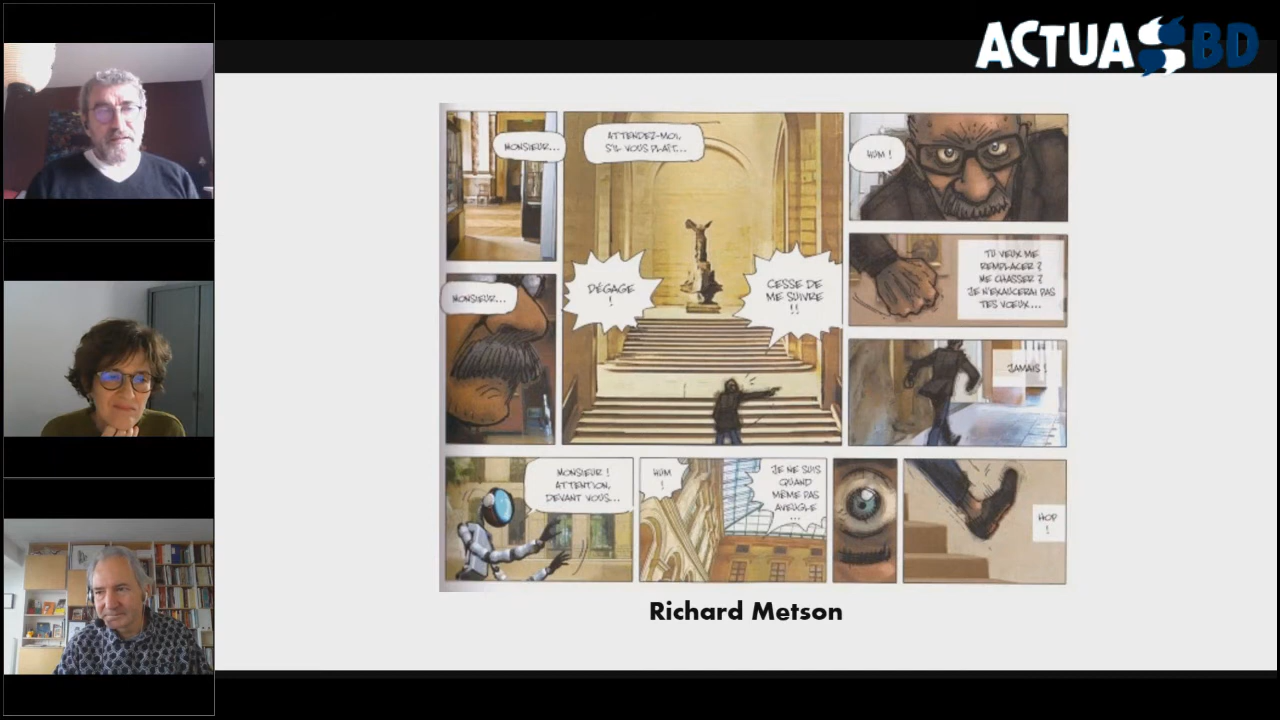 ACTUA BD
MONSIEUR...
ATTENDEZ-MOI,
S'IL VOUS PLAÎT...
DÉGAGE
!
CESSE DE
ME SUIVRE
!!
MONSIEUR...
HUM !
TU VEUX ME
REMPLACER ?
ME CHASSER ?
JE N'EXAUCERAI PAS
TES VŒUX...
JAMAIS !
MONSIEUR !
ATTENTION,
DEVANT VOUS...
HUM
!
JE NE SUIS
QUAND
MÊME PAS
AVEUGLE
...
HOP
!
Richard Metson